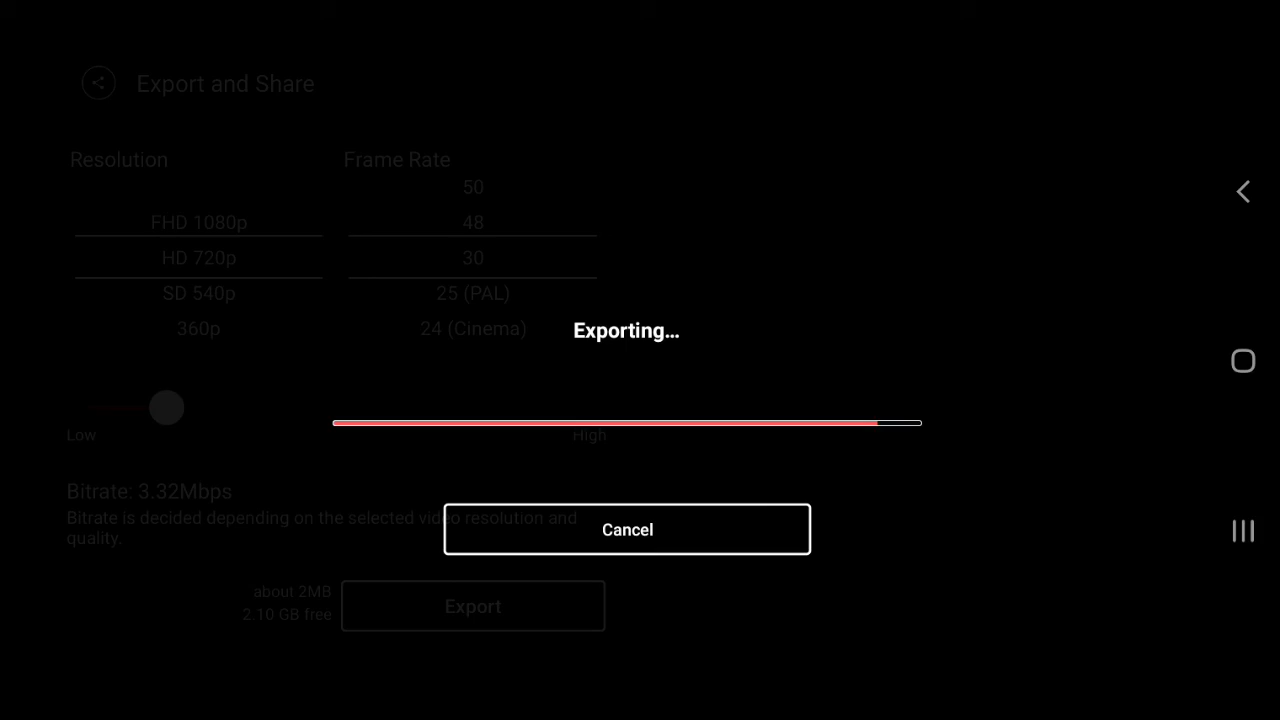 Export and Share
Resolution
Frame Rate
50
FHD 1080p
48
HD 720p
30
SD 540p
25 (PAL)
360p
24 (Cinema)
Exporting...
Low
High
Bitrate: 3.32Mbps
Bitrate is decided depending on the selected video resolution and
quality.
Cancel
about 2MB
2.10 GB free
Export